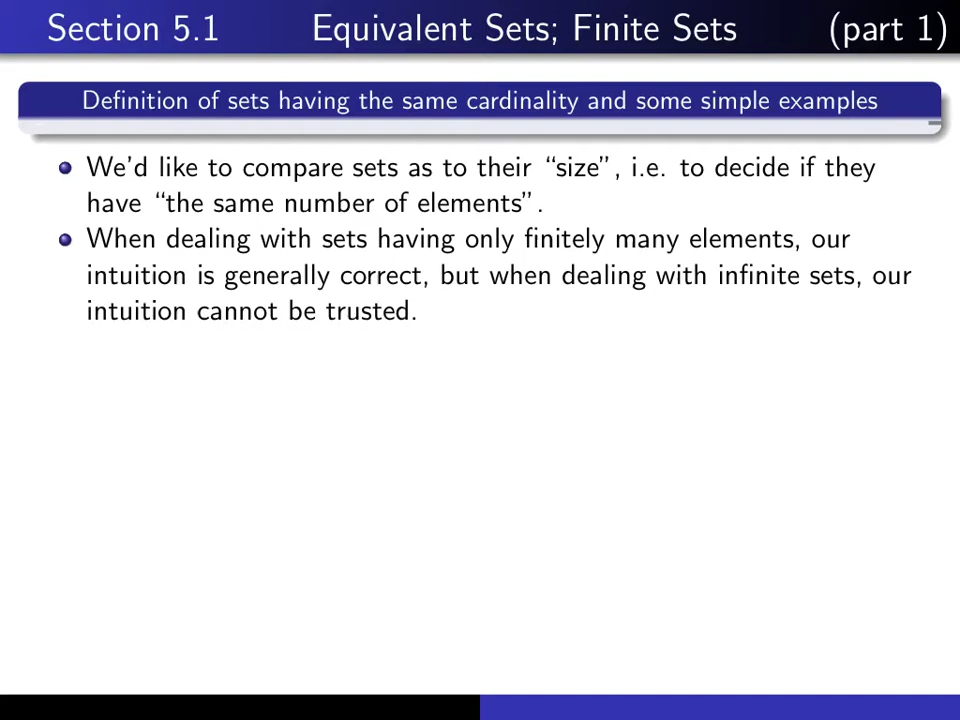 Section 5.1 Equivalent Sets; Finite Sets (part 1)
Definition of sets having the same cardinality and some simple examples
We'd like to compare sets as to their “size”, i.e. to decide if they
have “the same number of elements”.
When dealing with sets having only finitely many elements, our
intuition is generally correct, but when dealing with infinite sets, our
intuition cannot be trusted.